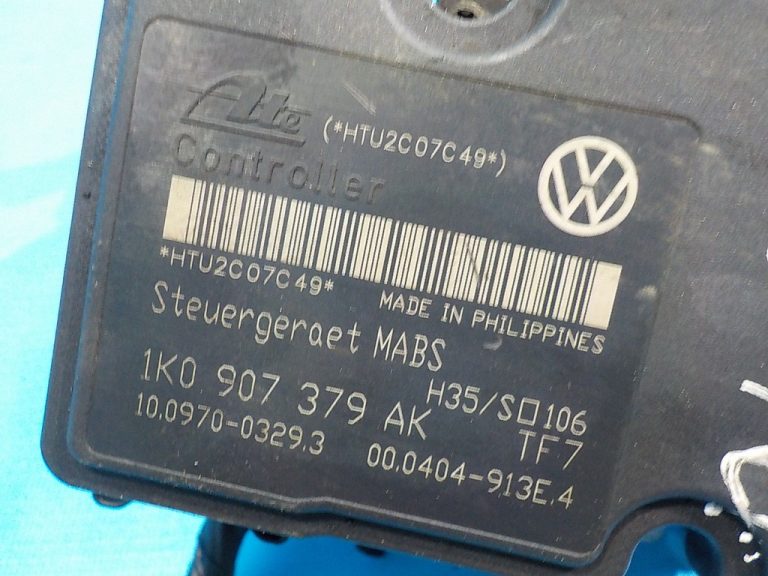 Ate (*HTU2C07C49*)
Controller
*HTU2C07C49*
MADE IN PHILIPPINES
Steuergeraet MABS
1K0 907 379 AK H35/S□106
10.0970-0329.3 TF7
00.0404-913E.4